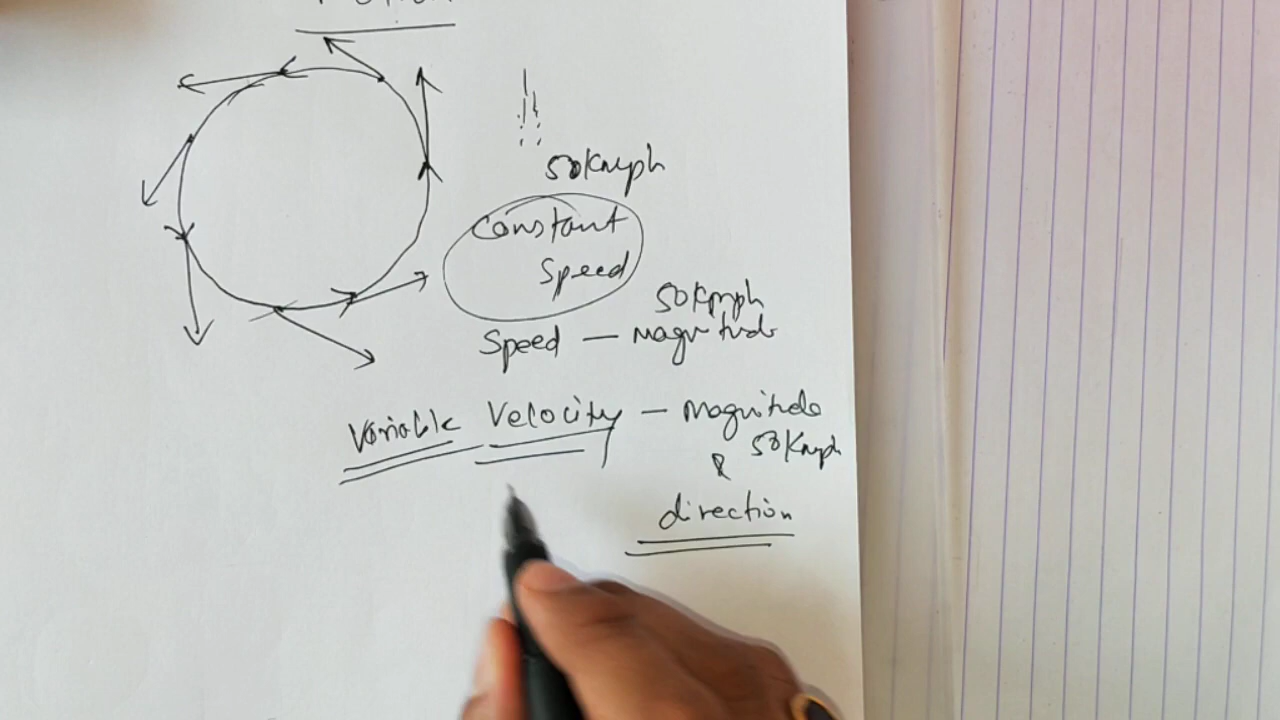 50Kmph
Constant
Speed
50Kmph
Speed — Magnitude
Variable Velocity — Magnitude
50Kmph
&
direction